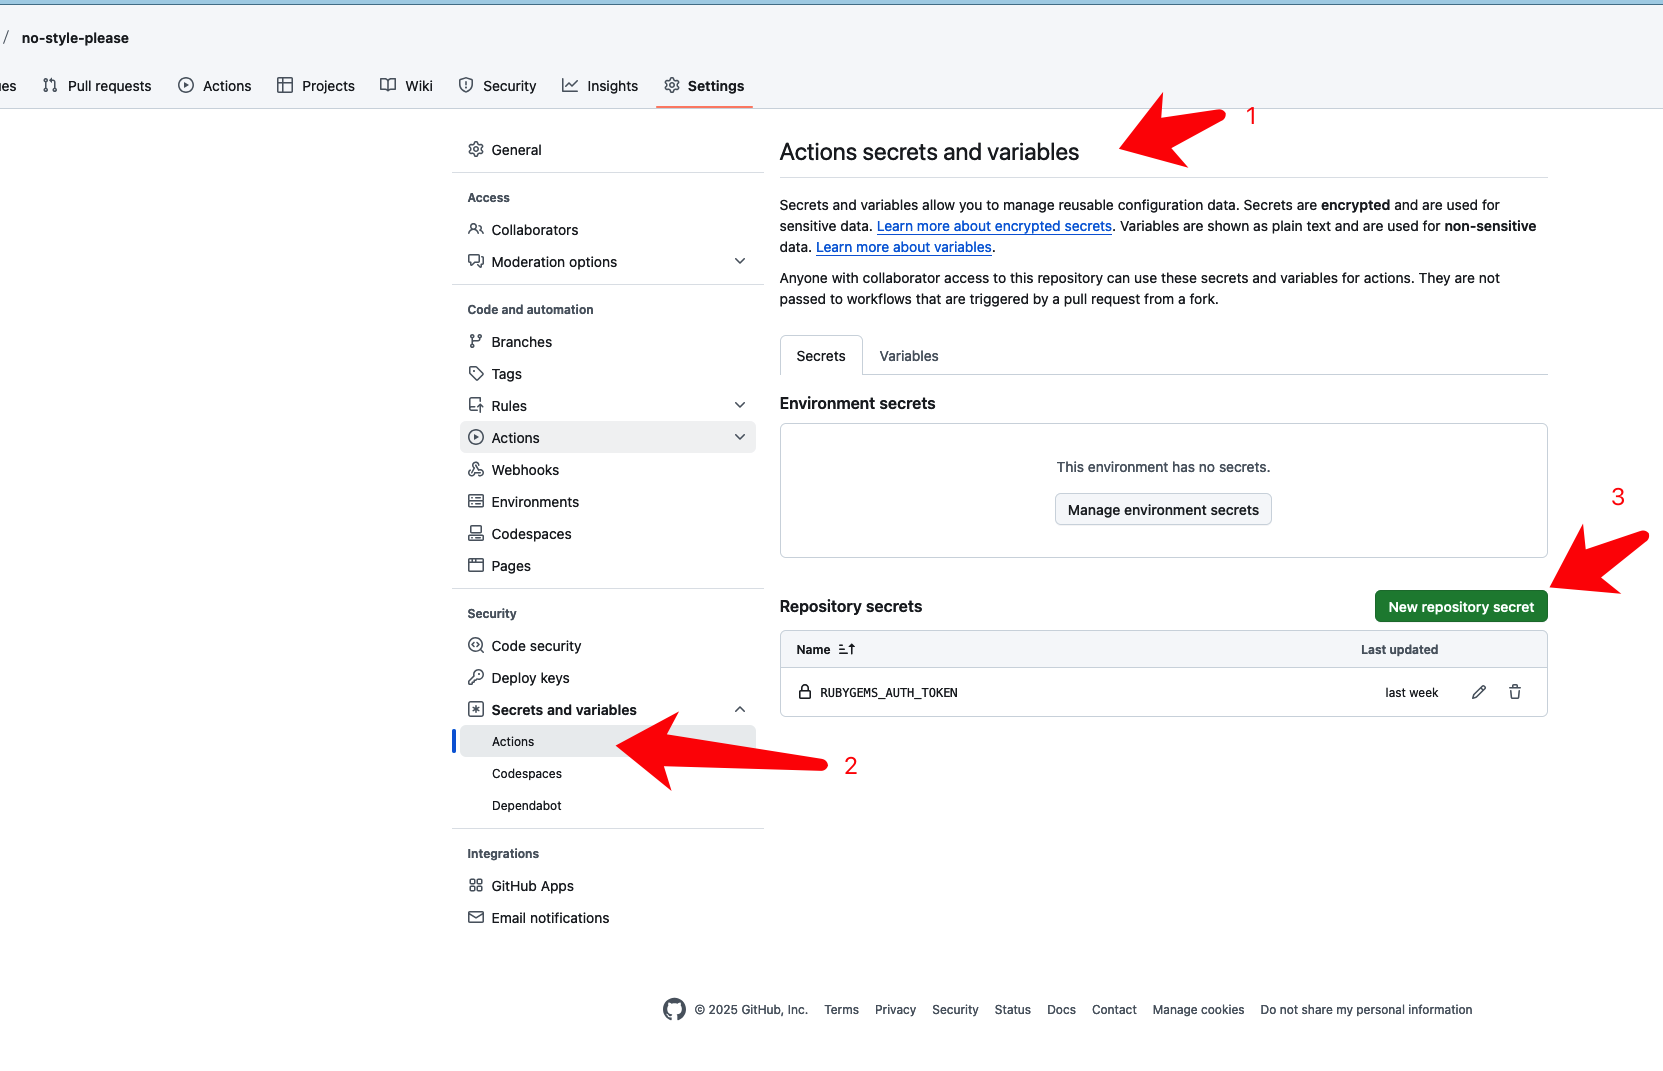 / no-style-please
es Pull requests Actions Projects Wiki Security Insights Settings
1
General
Access
Collaborators
Moderation options
Code and automation
Branches
Tags
Rules
Actions
Webhooks
Environments
Codespaces
Pages
Security
Code security
Deploy keys
Secrets and variables
Actions
2
Codespaces
Dependabot
Integrations
GitHub Apps
Email notifications
Actions secrets and variables
Secrets and variables allow you to manage reusable configuration data. Secrets are encrypted and are used for
sensitive data. Learn more about encrypted secrets. Variables are shown as plain text and are used for non-sensitive
data. Learn more about variables.
Anyone with collaborator access to this repository can use these secrets and variables for actions. They are not
passed to workflows that are triggered by a pull request from a fork.
Secrets Variables
Environment secrets
This environment has no secrets.
Manage environment secrets
3
Repository secrets New repository secret
Name Last updated
RUBYGEMS_AUTH_TOKEN last week
© 2025 GitHub, Inc. Terms Privacy Security Status Docs Contact Manage cookies Do not share my personal information